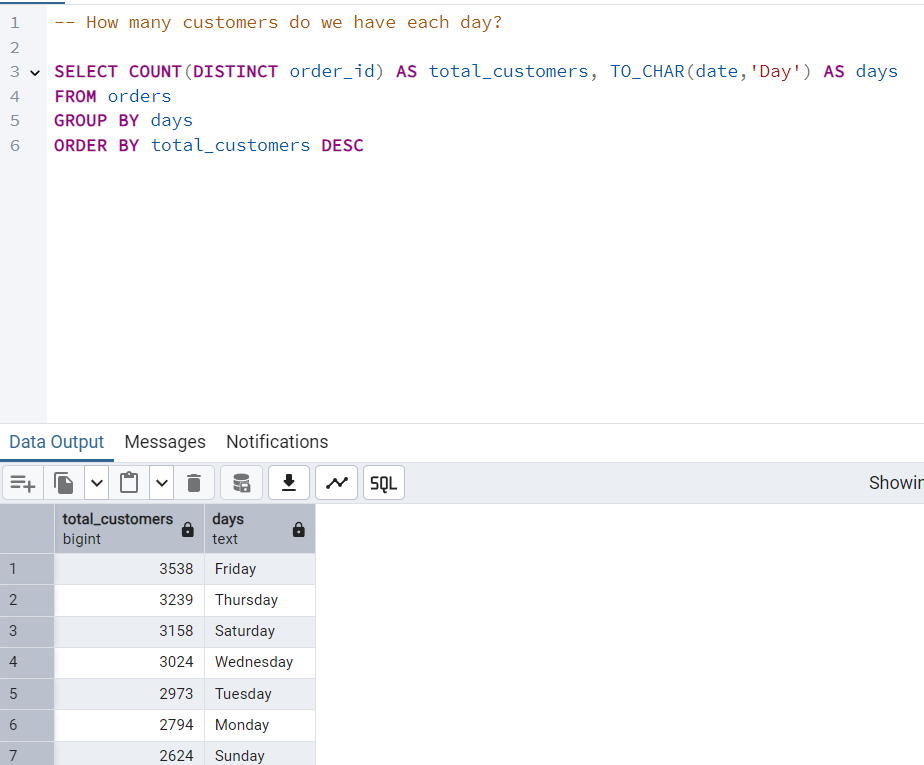 1 -- How many customers do we have each day?
2
3 SELECT COUNT(DISTINCT order_id) AS total_customers, TO_CHAR(date,'Day') AS days
4 FROM orders
5 GROUP BY days
6 ORDER BY total_customers DESC
Data Output Messages Notifications
SQL Showin
total_customers days
bigint text
1 3538 Friday
2 3239 Thursday
3 3158 Saturday
4 3024 Wednesday
5 2973 Tuesday
6 2794 Monday
7 2624 Sunday